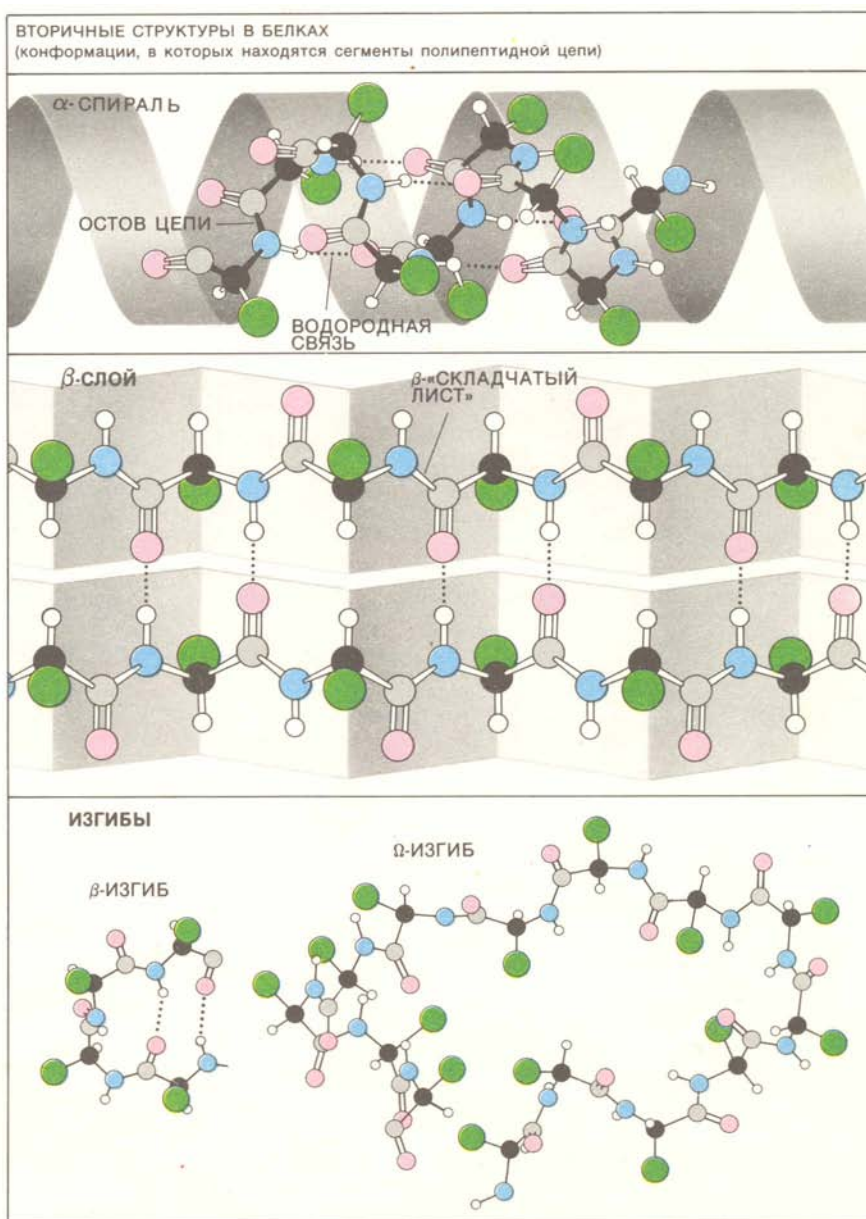 ВТОРИЧНЫЕ СТРУКТУРЫ В БЕЛКАХ
(конформации, в которых находятся сегменты полипептидной цепи)
α-СПИРАЛЬ
ОСТОВ ЦЕПИ
ВОДОРОДНАЯ
СВЯЗЬ
β-СЛОЙ
β-«СКЛАДЧАТЫЙ
ЛИСТ»
ИЗГИБЫ
Ω-ИЗГИБ
β-ИЗГИБ